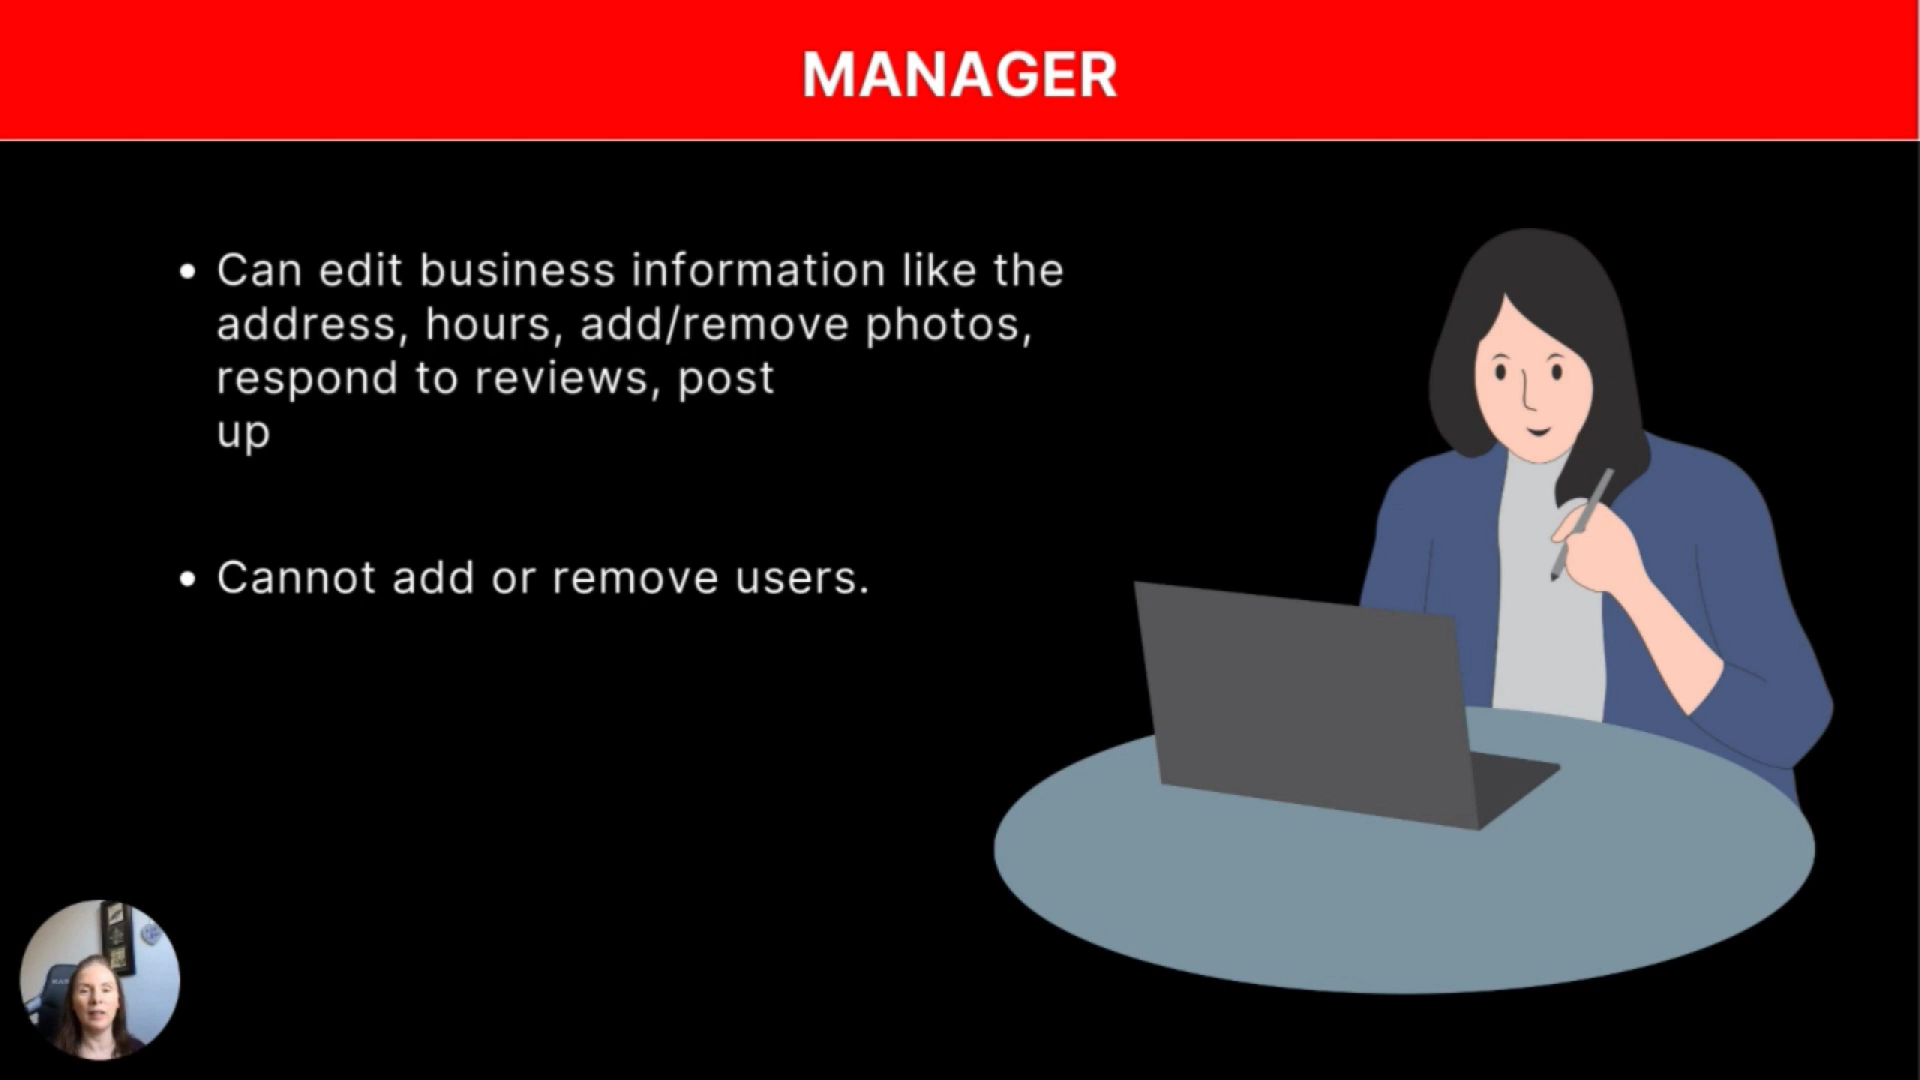 MANAGER
• Can edit business information like the
address, hours, add/remove photos,
respond to reviews, post
up
• Cannot add or remove users.